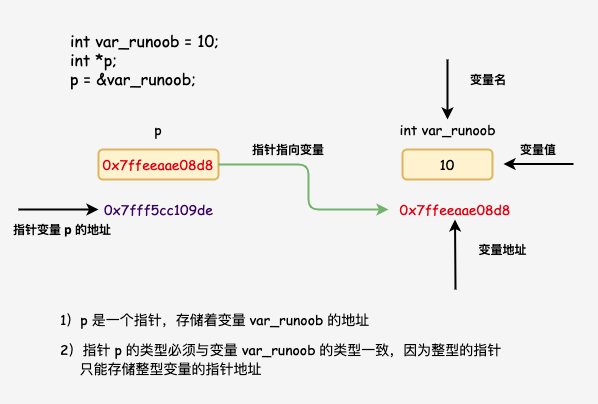 int var_runoob = 10;
int *p;
p = &var_runoob;
变量名
p
int var_runoob
指针指向变量
变量值
0x7ffeeaae08d8
10
0x7fff5cc109de
0x7ffeeaae08d8
指针变量 p 的地址
变量地址
1）p 是一个指针，存储着变量 var_runoob 的地址
2）指针 p 的类型必须与变量 var_runoob 的类型一致，因为整型的指针
只能存储整型变量的指针地址